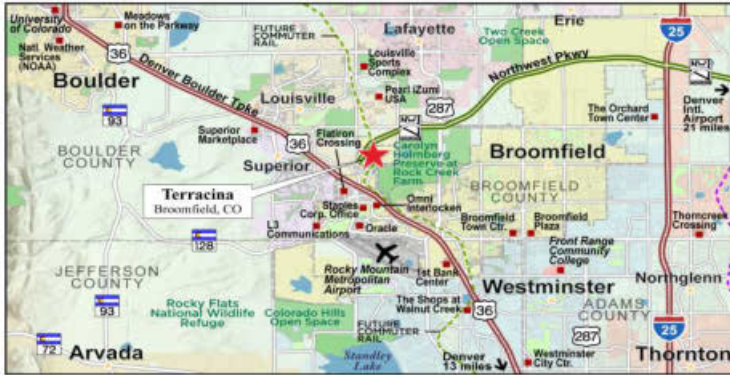 University of Colorado
Meadows
on the Parkway
Natl. Weather
Services
(NOAA)
36
Boulder
Denver Boulder Tpke
93
BOULDER
COUNTY
FUTURE
COMMUTER
RAIL
Lafayette
Louisville
Sports
Complex
Two Creek
Open Space
Erie
25
Northwest Pkwy
NW
Denver
Intl.
Airport
21 miles
Louisville
Pearl iZumi
USA
287
NW
The Orchard
Town Center
Superior
Marketplace
Flatiron
Crossing
36
Superior
Carolyn
Holmberg
Preserve at
Rock Creek
Farm
Broomfield
BROOMFIELD
COUNTY
Terracina
Broomfield, CO
Staples
Corp. Office
Omni
Interlocken
L3
Communications
Oracle
Broomfield
Town Ctr.
Broomfield
Plaza
Thorncreek
Crossing
128
Front Range
Community
College
JEFFERSON
COUNTY
Rocky Mountain
Metropolitan
Airport
1st Bank
Center
Northglenn
Westminster
93
Rocky Flats
National Wildlife
Refuge
Colorado Hills
Open Space
The Shops at
Walnut Creek
36
ADAMS
COUNTY
287
25
FUTURE
COMMUTER
RAIL
72
Arvada
Standley
Lake
Denver
13 miles
Westminster
City Ctr.
Thornton